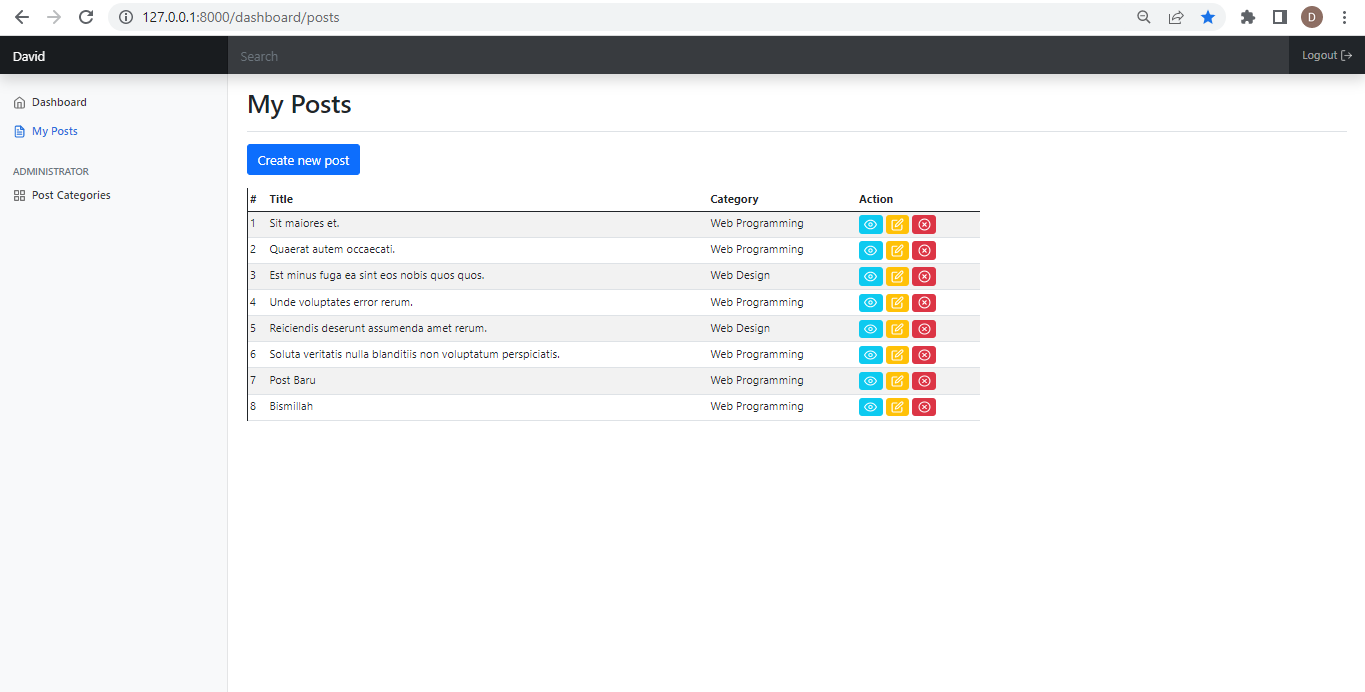 127.0.0.1:8000/dashboard/posts
D
David
Search
Logout
Dashboard
My Posts
ADMINISTRATOR
Post Categories
My Posts
Create new post
# Title Category Action
1 Sit maiores et. Web Programming
2 Quaerat autem occaecati. Web Programming
3 Est minus fuga ea sint eos nobis quos quos. Web Design
4 Unde voluptates error rerum. Web Programming
5 Reiciendis deserunt assumenda amet rerum. Web Design
6 Soluta veritatis nulla blanditiis non voluptatum perspiciatis. Web Programming
7 Post Baru Web Programming
8 Bismillah Web Programming